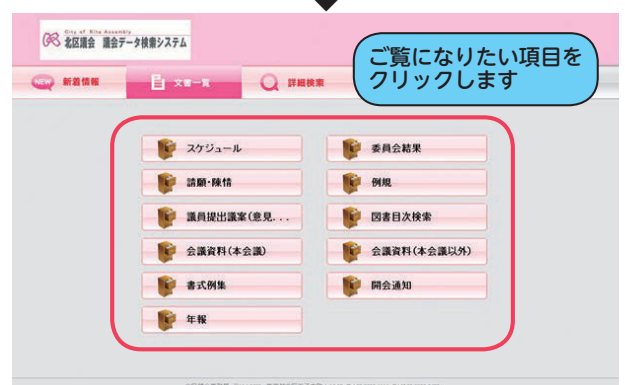 City of Kita Assembly
北区議会 議会データ検索システム
ご覧になりたい項目を
クリックします
NEW 新着情報
文書一覧
詳細検索
スケジュール
委員会結果
請願・陳情
例規
議員提出議案(意見...
図書目次検索
会議資料(本会議)
会議資料(本会議以外)
書式例集
開会通知
年報